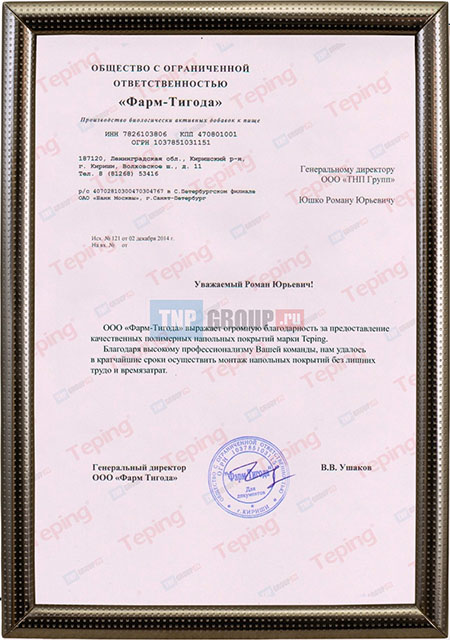 ОБЩЕСТВО С ОГРАНИЧЕННОЙ
ОТВЕТСТВЕННОСТЬЮ
«Фарм-Тигода»
Производство биологически активных добавок к пище
ИНН 7826103806 КПП 470801001
ОГРН 1037851031151
187120, Ленинградская обл, Киришский р-н,
г. Кириши, Волховское ш., д. 11
Тел. 8 (81268) 53416
р/с 40702810300470304767 в С.Петербургском филиале
ОАО «Банк Москвы», г.Санкт-Петербург
Генеральному директору
ООО «ТНП Групп»
Юшко Роману Юрьевичу
Исх. №121 от 02 декабря 2014 г.
На вх. № от
Уважаемый Роман Юрьевич!
TNP GROUP.ru
ООО «Фарм-Тигода» выражает огромную благодарность за предоставление
качественных полимерных напольных покрытий марки Teping.
Благодаря высокому профессионализму Вашей команды, нам удалось
в кратчайшие сроки осуществить монтаж напольных покрытий без лишних
трудо и времязатрат.
Генеральный директор
ООО «Фарм Тигода»
В.В. Ушаков
ОБЩЕСТВО С ОГРАНИЧЕННОЙ ОТВЕТСТВЕННОСТЬЮ
ОГРН 1037851031151
"Фарм-Тигода"
Для
документов
г. КИРИШИ
Teping